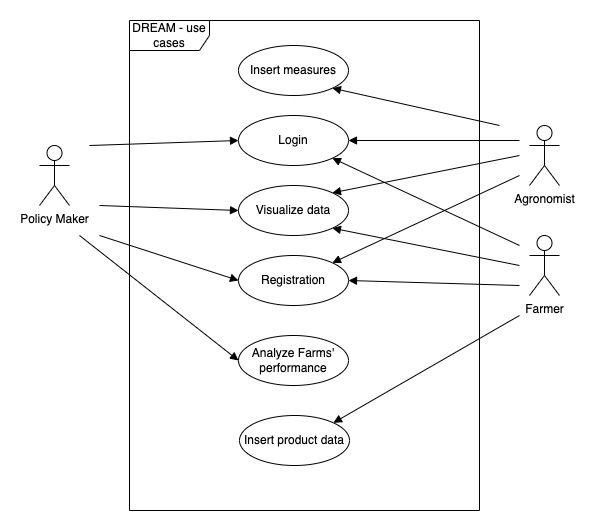 DREAM - use
cases
Insert measures
Login
Visualize data
Registration
Analyze Farms'
performance
Insert product data
Policy Maker
Agronomist
Farmer